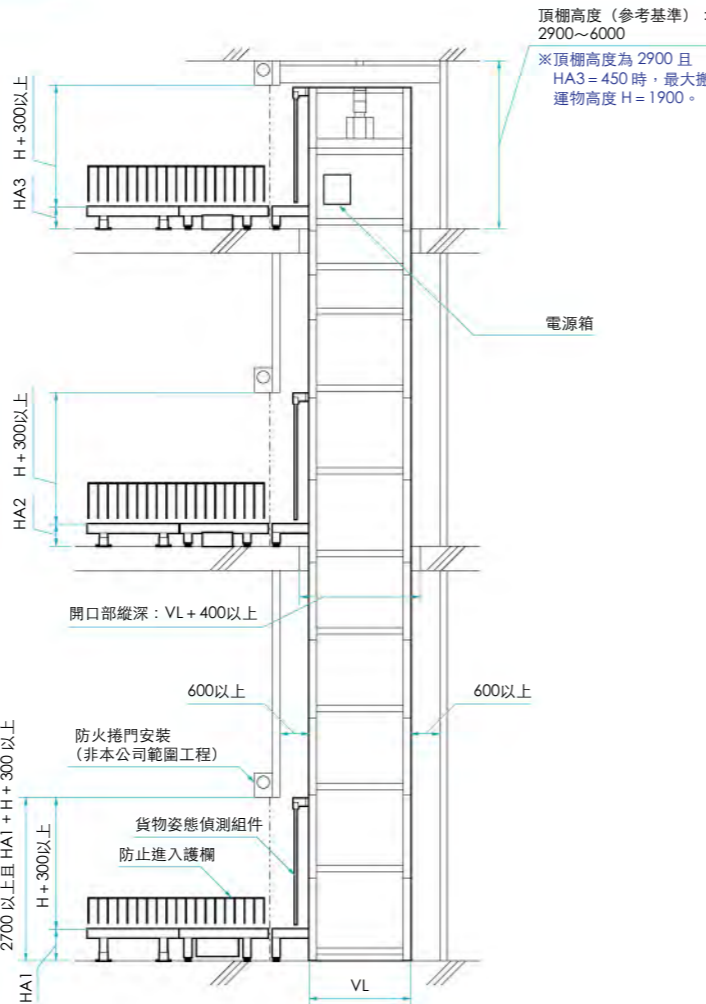 頂棚高度（參考基準）：
2900～6000
※頂棚高度為 2900 且
HA3＝450 時，最大搬
運物高度 H＝1900。
H＋300以上
HA3
電源箱
H＋300以上
HA2
開口部縱深：VL＋400以上
600以上
600以上
防火捲門安裝
（非本公司範圍工程）
2700 以上且 HA1＋H＋300 以上
H＋300以上
貨物姿態偵測組件
防止進入護欄
HA1
VL